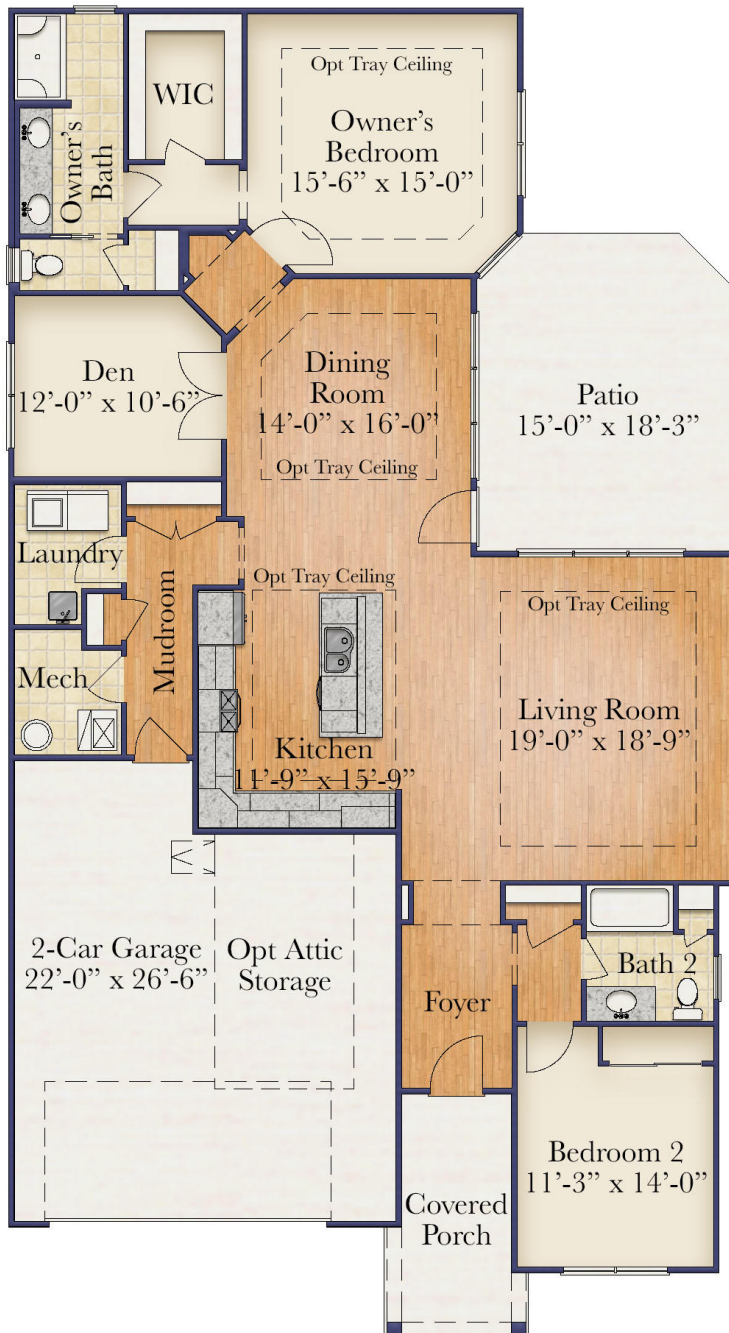 WIC
Opt Tray Ceiling
Owner's
Bedroom
15'-6" x 15'-0"
Owner's
Bath
Den
12'-0" x 10'-6"
Dining
Room
14'-0" x 16'-0"
Opt Tray Ceiling
Patio
15'-0" x 18'-3"
Laundry
Mudroom
Mech
Opt Tray Ceiling
Kitchen
11'-9" x 15'-9"
Opt Tray Ceiling
Living Room
19'-0" x 18'-9"
2-Car Garage
22'-0" x 26'-6"
Opt Attic
Storage
Foyer
Bath 2
Bedroom 2
11'-3" x 14'-0"
Covered
Porch